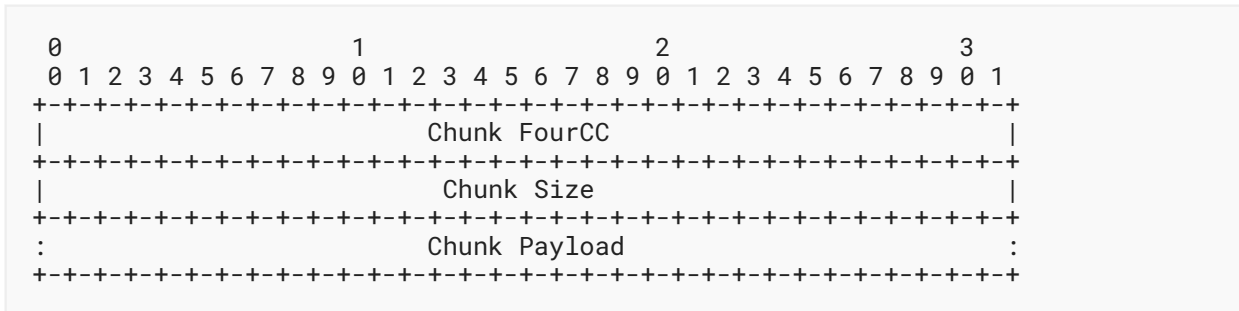 0                   1                   2                   3
 0 1 2 3 4 5 6 7 8 9 0 1 2 3 4 5 6 7 8 9 0 1 2 3 4 5 6 7 8 9 0 1
+-+-+-+-+-+-+-+-+-+-+-+-+-+-+-+-+-+-+-+-+-+-+-+-+-+-+-+-+-+-+-+-+
|                         Chunk FourCC                          |
+-+-+-+-+-+-+-+-+-+-+-+-+-+-+-+-+-+-+-+-+-+-+-+-+-+-+-+-+-+-+-+-+
|                          Chunk Size                           |
+-+-+-+-+-+-+-+-+-+-+-+-+-+-+-+-+-+-+-+-+-+-+-+-+-+-+-+-+-+-+-+-+
:                         Chunk Payload                         :
+-+-+-+-+-+-+-+-+-+-+-+-+-+-+-+-+-+-+-+-+-+-+-+-+-+-+-+-+-+-+-+-+